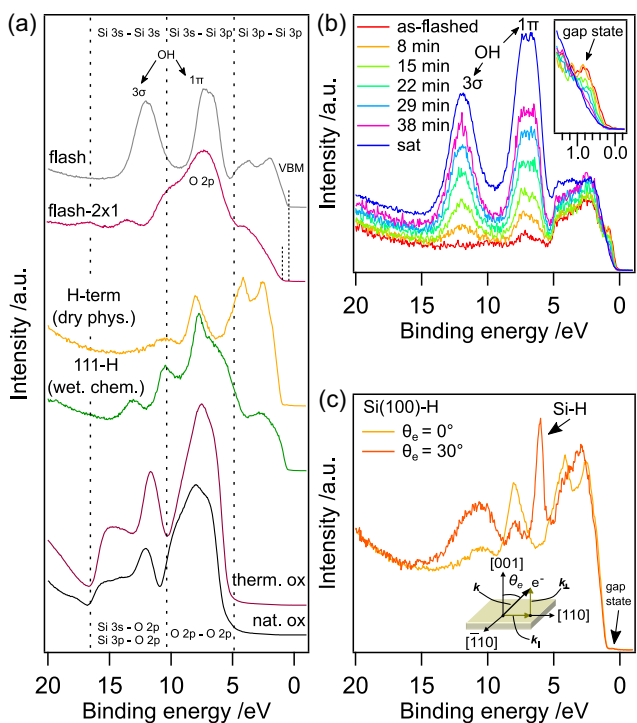 (a)
Si 3s - Si 3s
Si 3s - Si 3p
Si 3p - Si 3p
OH
3σ
1π
flash
VBM
O 2p
flash-2x1
H-term
(dry phys.)
111-H
(wet. chem.)
therm. ox
nat. ox
Si 3s - O 2p
Si 3p - O 2p
O 2p - O 2p
Intensity /a.u.
20 15 10 5 0
Binding energy /eV
(b)
as-flashed
8 min
15 min
22 min
29 min
38 min
sat
1π
OH
3σ
gap
state
1.0 0.0
Intensity /a.u.
20 15 10 5 0
Binding energy /eV
(c)
Si(100)-H
θe = 0°
θe = 30°
Si-H
[001]
θe
e-
k
k⊥
[110]
[1̅10]
k∥
gap
state
Intensity /a.u.
20 15 10 5 0
Binding energy /eV